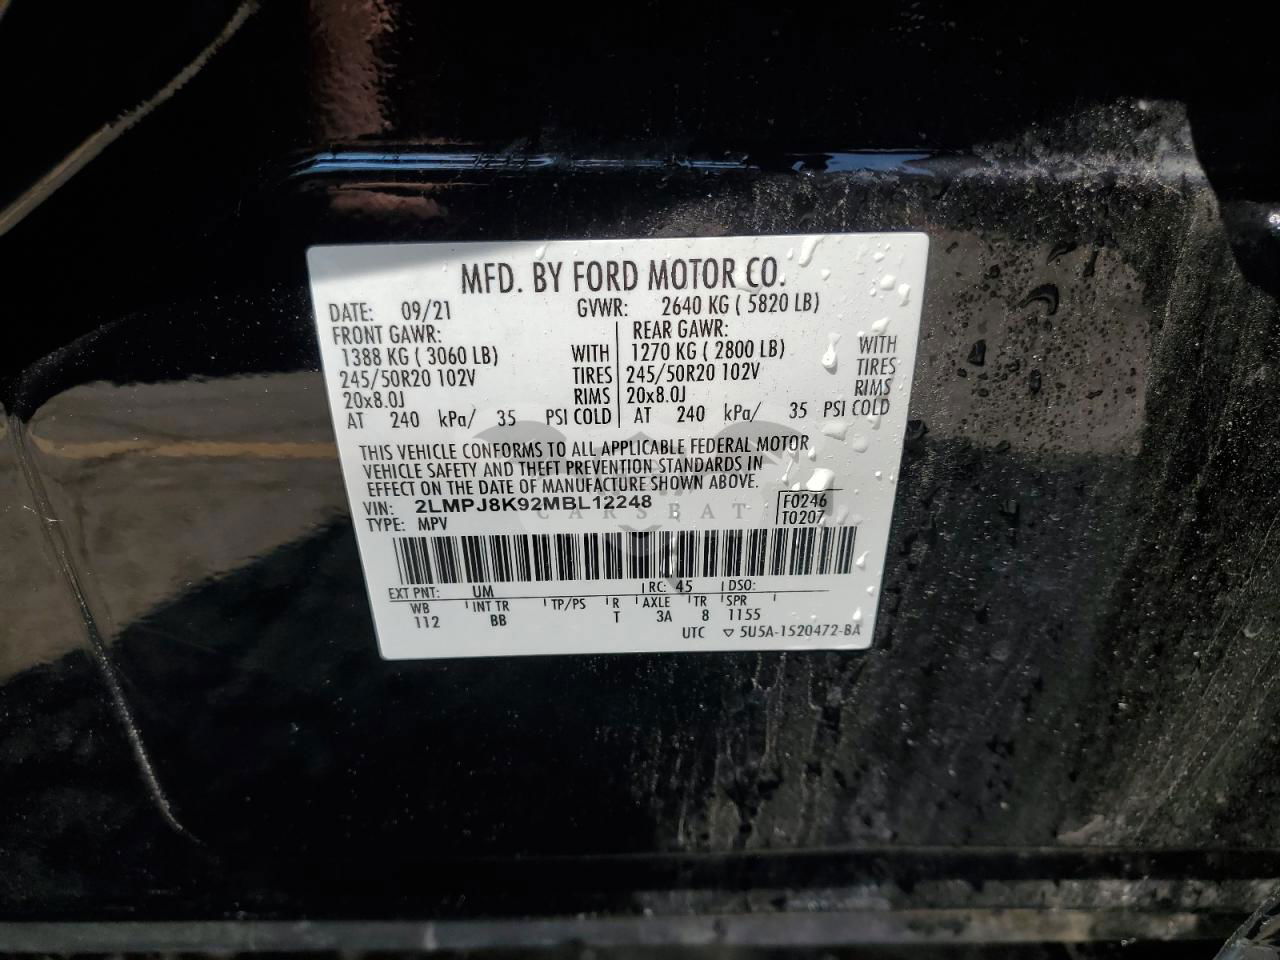 MFD. BY FORD MOTOR CO.
DATE: 09/21 GVWR: 2640 KG ( 5820 LB)
FRONT GAWR: REAR GAWR:
1388 KG ( 3060 LB) WITH 1270 KG ( 2800 LB) WITH
245/50R20 102V TIRES 245/50R20 102V TIRES
20x8.0J RIMS 20x8.0J RIMS
AT 240 kPa/ 35 PSI COLD AT 240 kPa/ 35 PSI COLD
THIS VEHICLE CONFORMS TO ALL APPLICABLE FEDERAL MOTOR
VEHICLE SAFETY AND THEFT PREVENTION STANDARDS IN
EFFECT ON THE DATE OF MANUFACTURE SHOWN ABOVE.
VIN: 2LMPJ8K92MBL12248 F0246
TYPE: MPV T0207
CARSBAT
EXT PNT: UM RC: 45 DSO:
WB INT TR TP/PS R AXLE TR SPR
112 BB T 3A 8 1155
UTC ▽ 5U5A-1520472-BA